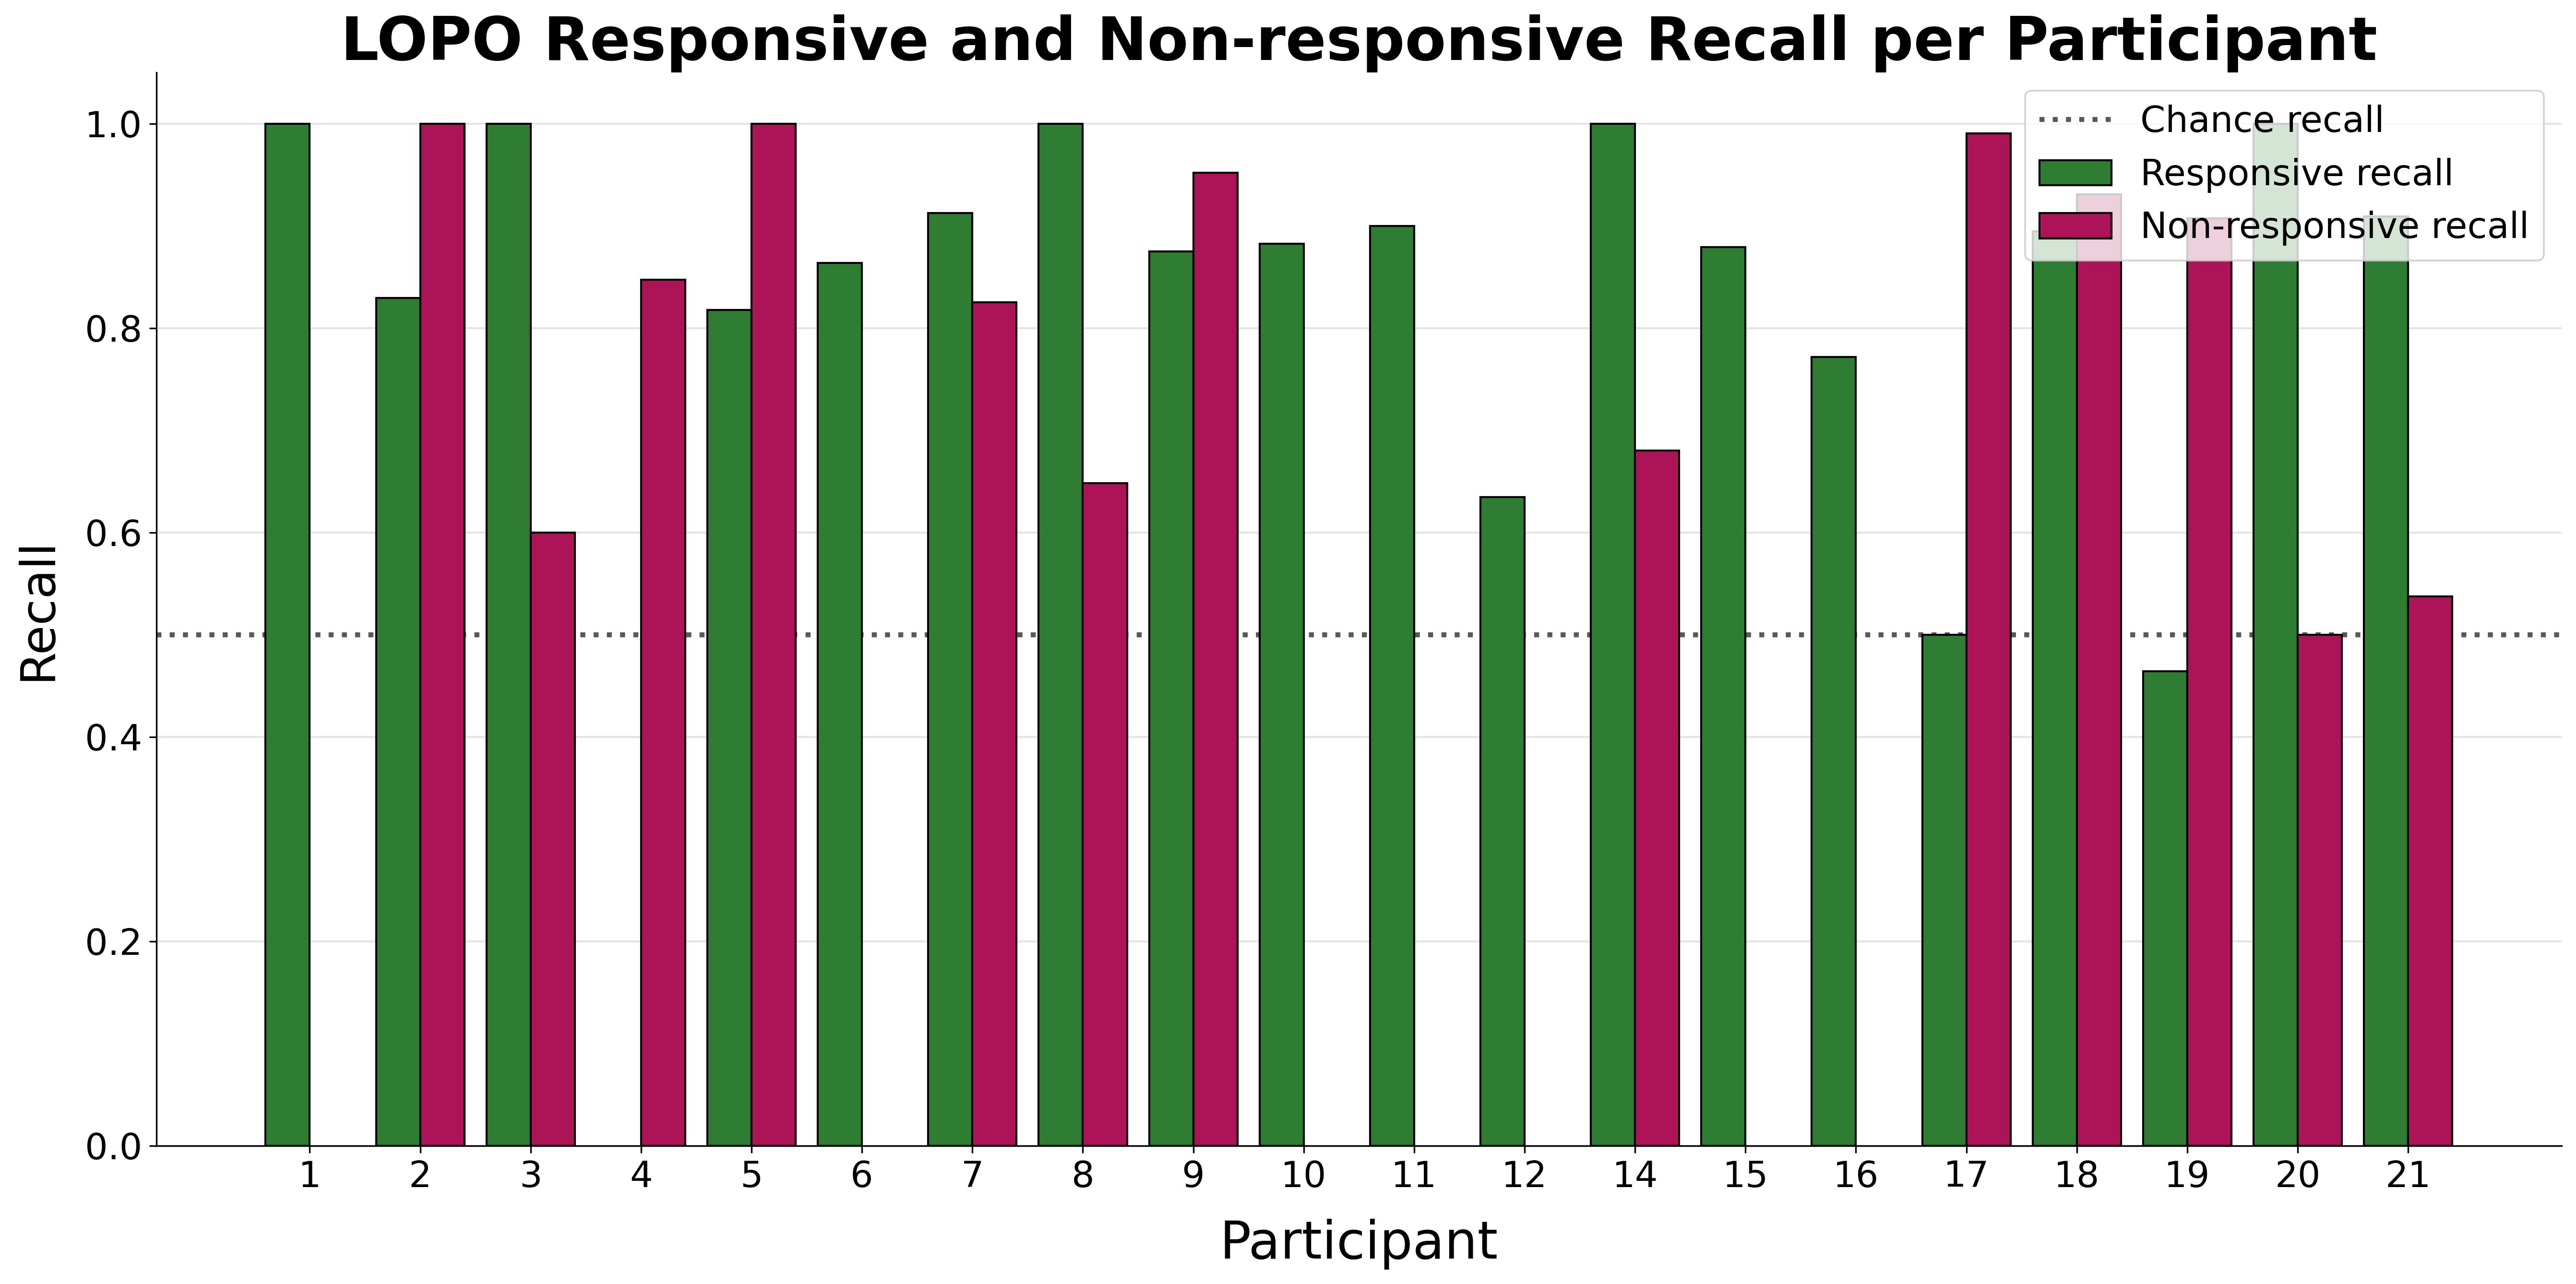 LOPO Responsive and Non-responsive Recall per Participant
Chance recall
Responsive recall
Non-responsive recall
1.0
0.8
0.6
0.4
0.2
0.0
Recall
1 2 3 4 5 6 7 8 9 10 11 12 14 15 16 17 18 19 20 21
Participant